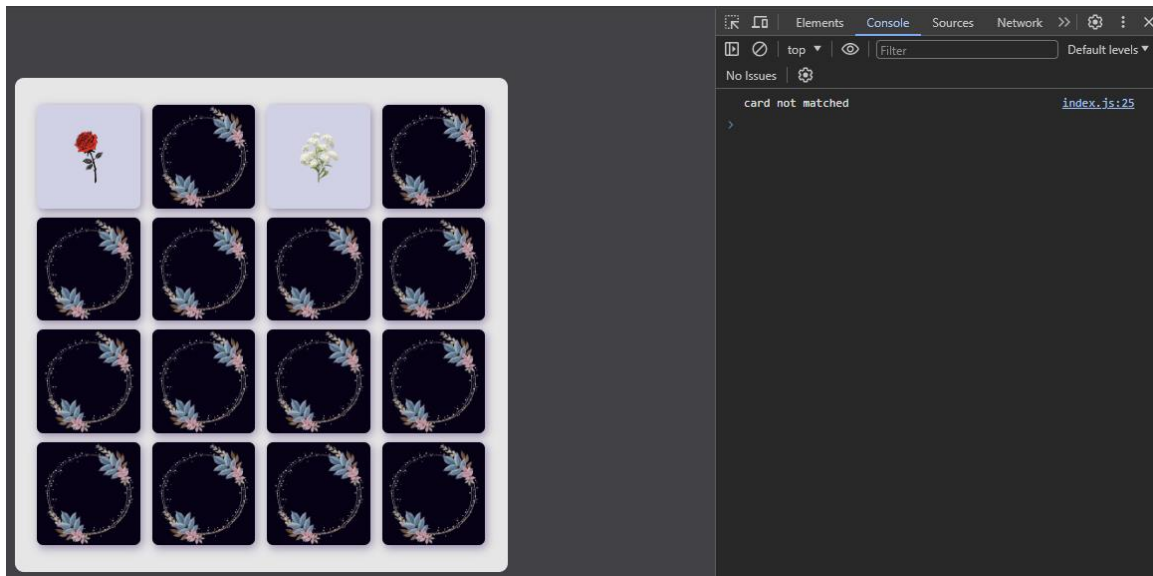 Elements Console Sources Network
top Filter Default levels
No Issues
card not matched index.js:25